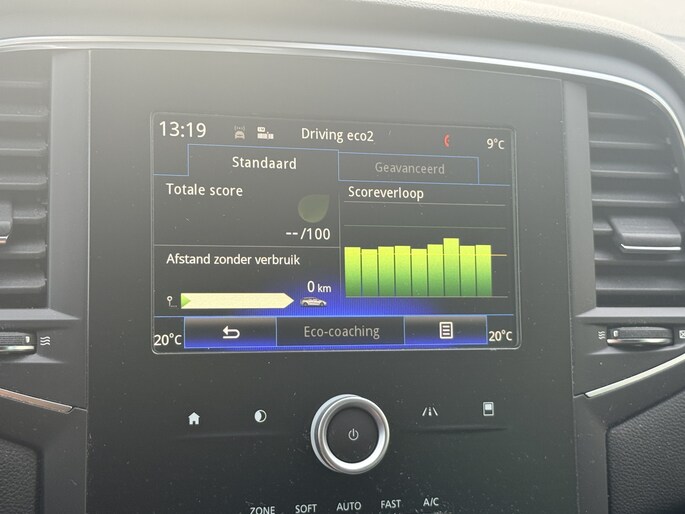 13:19 Driving eco2 9°C
Standaard Geavanceerd
Totale score
--/100
Scoreverloop
Afstand zonder verbruik
0 km
20°C Eco-coaching 20°C
ZONE SOFT AUTO FAST A/C